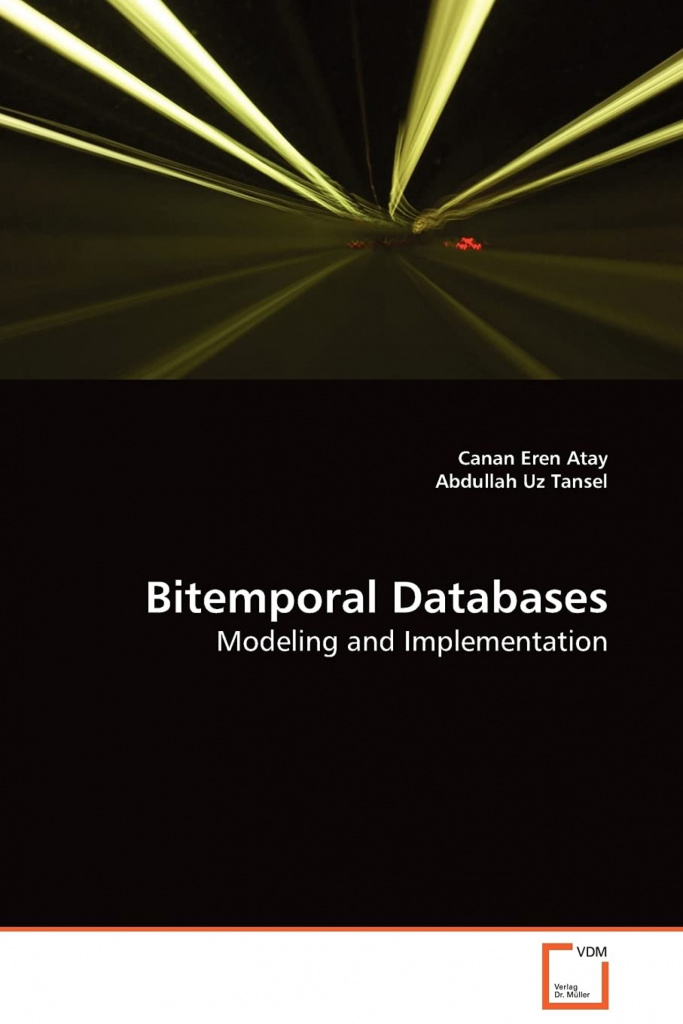 Canan Eren Atay
Abdullah Uz Tansel
Bitemporal Databases
Modeling and Implementation
VDM
Verlag
Dr. Müller